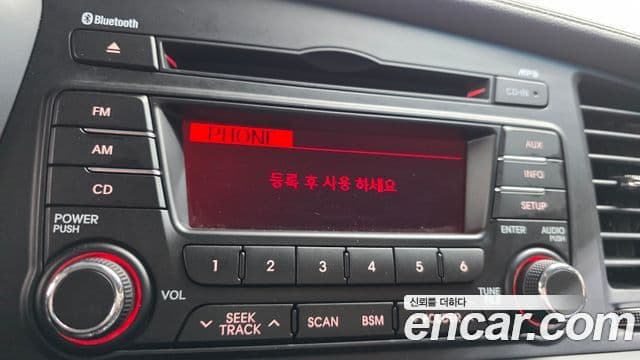 Bluetooth
MP3
CD-IN
FM
AM
CD
PHONE
등록 후 사용 하세요
AUX
INFO
SETUP
POWER
PUSH
ENTER
AUDIO
PUSH
1 2 3 4 5 6
VOL
TUNE
SEEK
TRACK
SCAN
BSM
신뢰를 더하다
encar.com